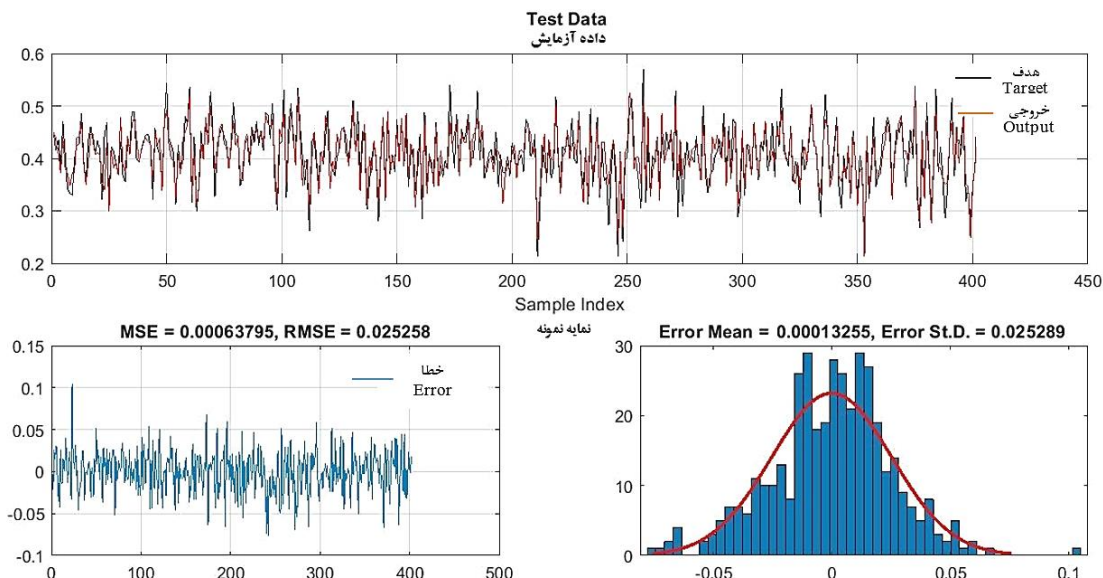 Test Data
داده آزمایش
0.6
0.5
0.4
0.3
0.2
هدف
Target
خروجی
Output
0 50 100 150 200 250 300 350 400 450
Sample Index
نمایه نمونه
MSE = 0.00063795, RMSE = 0.025258
0.15
0.1
0.05
0
-0.05
-0.1
خطا
Error
0 100 200 300 400 500
Error Mean = 0.00013255, Error St.D. = 0.025289
30
20
10
0
-0.05 0 0.05 0.1